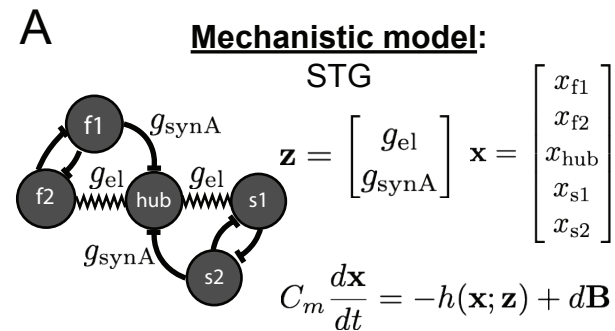 A
Mechanistic model:
STG
f1
g_synA
f2
g_el
hub
g_el
s1
g_synA
s2
z = [g_el g_synA] x = [x_f1 x_f2 x_hub x_s1 x_s2]
C_m dx/dt = -h(x; z) + dB